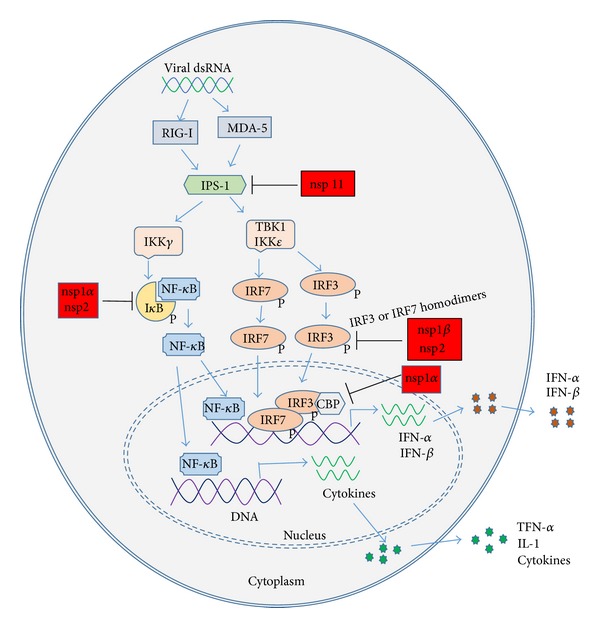 Viral dsRNA
RIG-I
MDA-5
IPS-1
nsp 11
IKKγ
TBK1
IKKε
nsp1α
nsp2
NF-κB
IκB
P
IRF7
P
IRF3
P
IRF3 or IRF7 homodimers
NF-κB
IRF7
P
IRF3
P
nsp1β
nsp2
nsp1α
NF-κB
IRF3
CBP
P
IRF7
P
IFN-α
IFN-β
IFN-α
IFN-β
NF-κB
Cytokines
DNA
Nucleus
TFN-α
IL-1
Cytokines
Cytoplasm